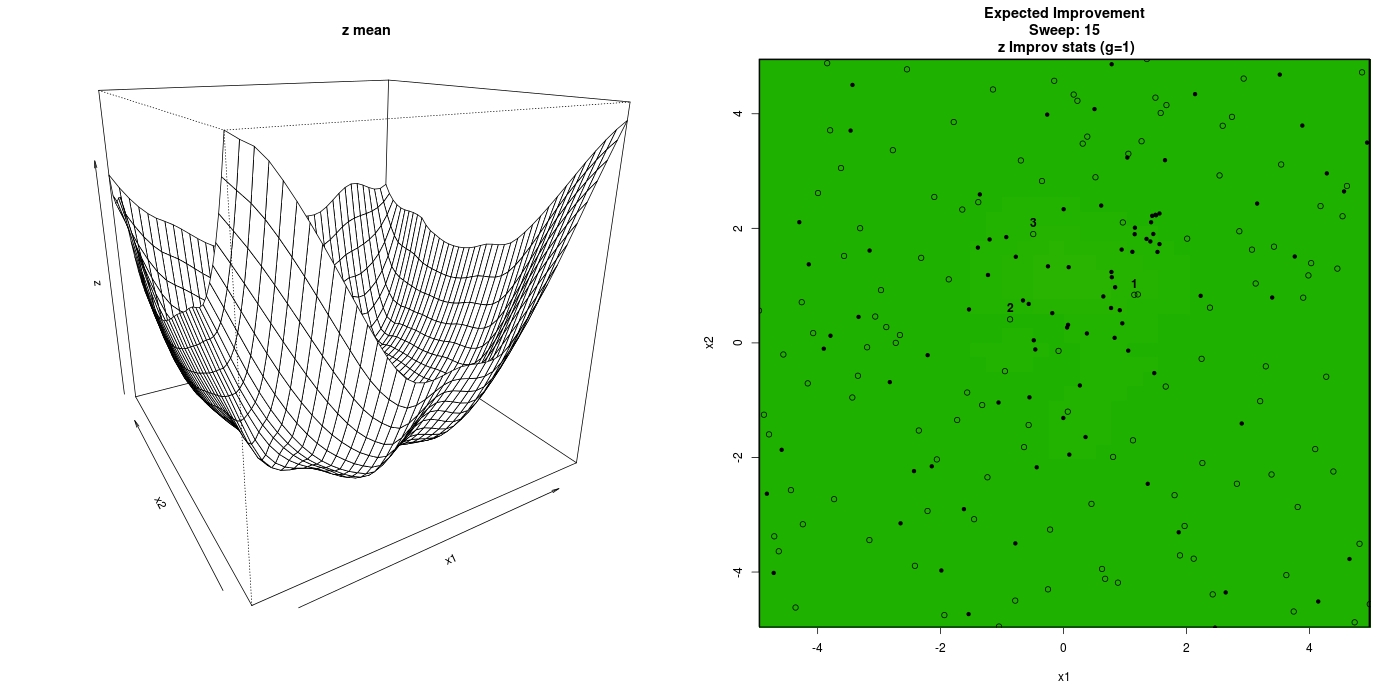 z mean
z
x2
x1
Expected Improvement
Sweep: 15
z Improv stats (g=1)
4
2
0
-2
-4
x2
3
1
2
-4
-2
0
2
4
x1